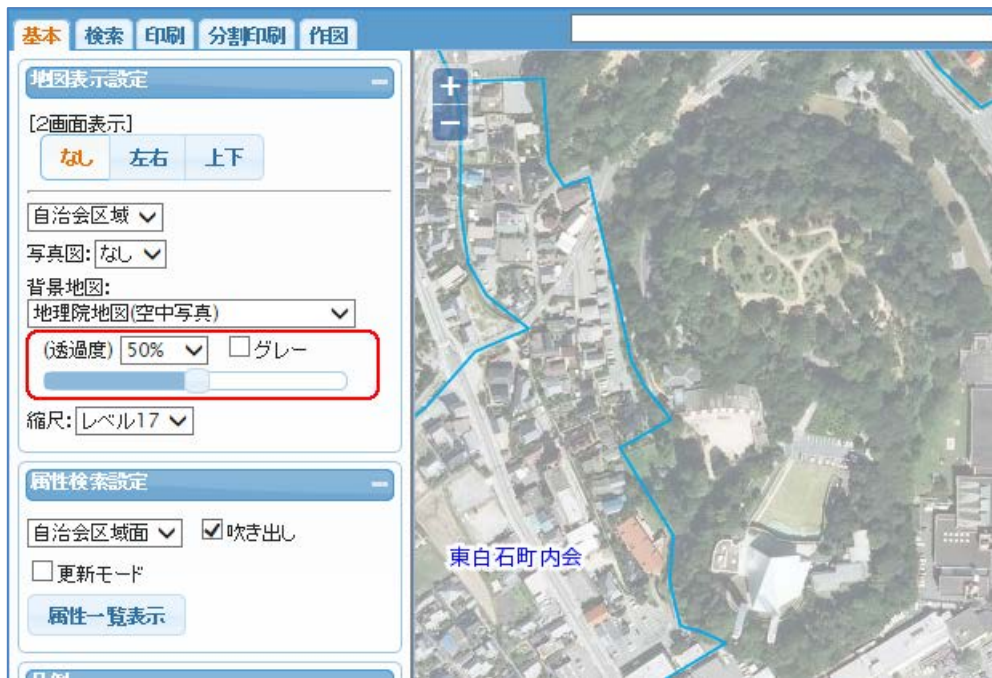 基本 検索 印刷 分割印刷 作図
地図表示設定
[2画面表示]
なし 左右 上下
自治会区域
写真図: なし
背景地図:
地理院地図(空中写真)
(透過度) 50% グレー
縮尺: レベル17
属性検索設定
自治会区域面 吹き出し
更新モード
属性一覧表示
凡例
+
−
東白石町内会